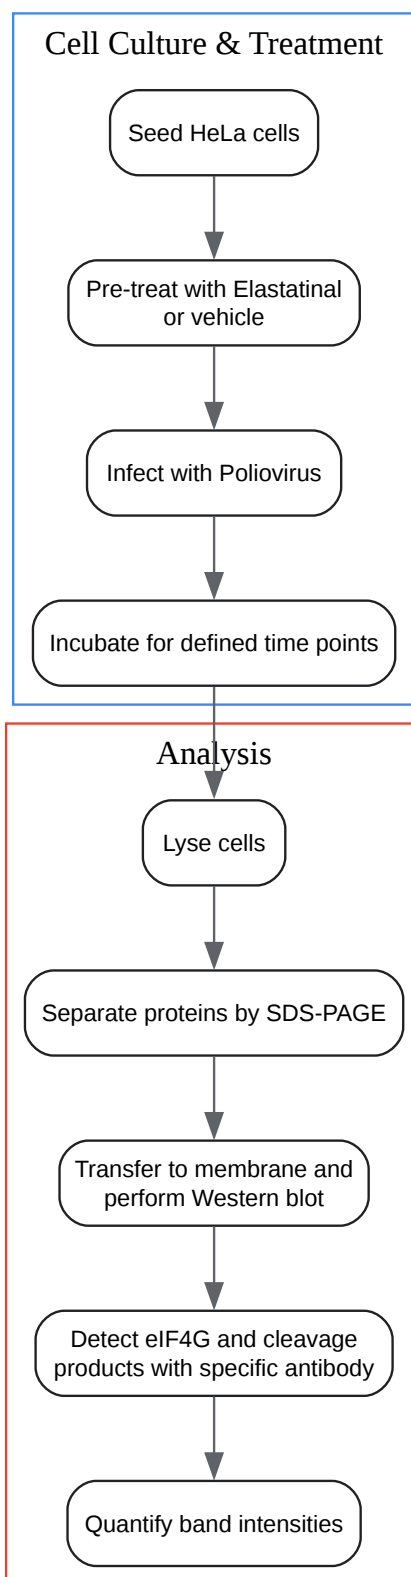 Cell Culture & Treatment
Seed HeLa cells
Pre-treat with Elastatinal
or vehicle
Infect with Poliovirus
Incubate for defined time points
Analysis
Lyse cells
Separate proteins by SDS-PAGE
Transfer to membrane and
perform Western blot
Detect eIF4G and cleavage
products with specific antibody
Quantify band intensities